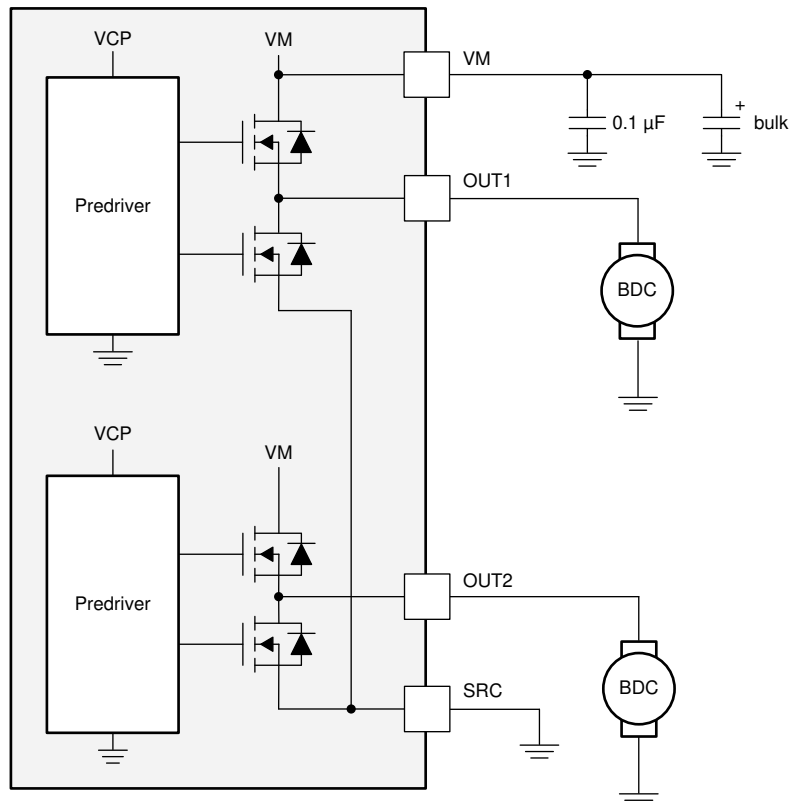 VCP
VM
VM
0.1 µF
+
bulk
Predriver
OUT1
BDC
VCP
VM
Predriver
OUT2
BDC
SRC